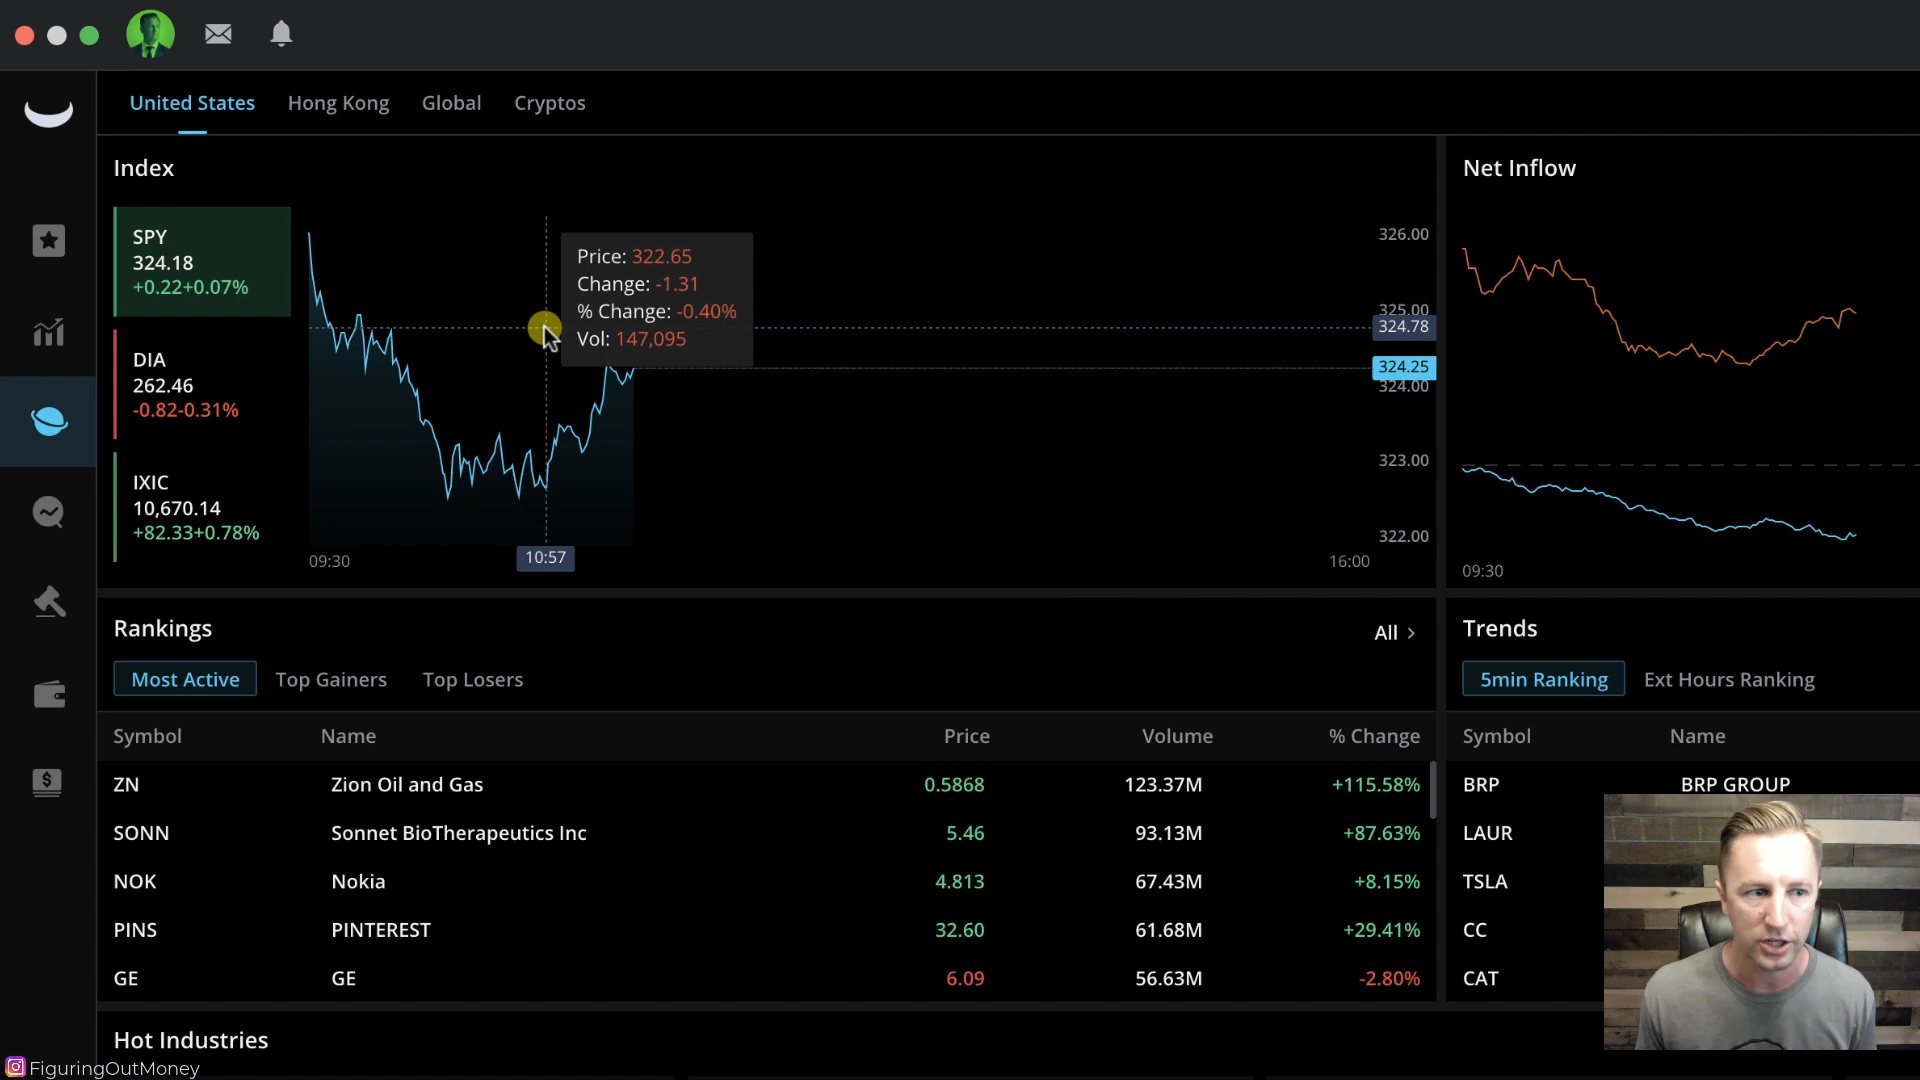 United States
Hong Kong
Global
Cryptos
Index
Net Inflow
SPY
324.18
+0.22+0.07%
DIA
262.46
-0.82-0.31%
IXIC
10,670.14
+82.33+0.78%
Price: 322.65
Change: -1.31
% Change: -0.40%
Vol: 147,095
326.00
325.00
324.78
324.25
324.00
323.00
322.00
09:30
10:57
16:00
09:30
Rankings
All >
Most Active
Top Gainers
Top Losers
Symbol Name Price Volume % Change
ZN Zion Oil and Gas 0.5868 123.37M +115.58%
SONN Sonnet BioTherapeutics Inc 5.46 93.13M +87.63%
NOK Nokia 4.813 67.43M +8.15%
PINS PINTEREST 32.60 61.68M +29.41%
GE GE 6.09 56.63M -2.80%
Trends
5min Ranking
Ext Hours Ranking
Symbol Name
BRP BRP GROUP
LAUR
TSLA
CC
CAT
Hot Industries
FiguringOutMoney